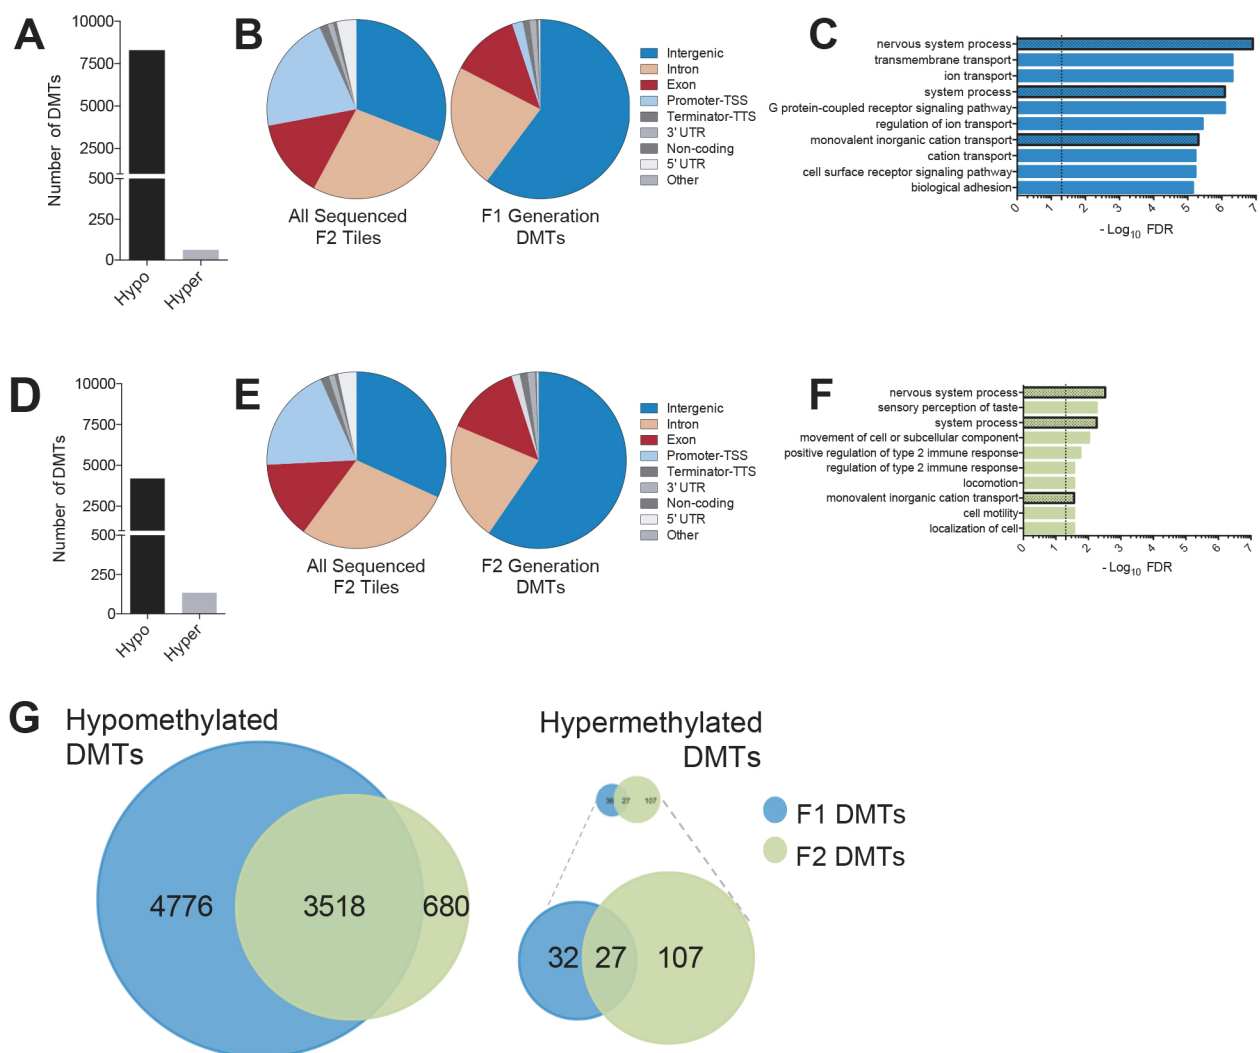 A
10000
7500
5000
2500
500
250
0
Number of DMTs
Hypo
Hyper
B
All Sequenced
F2 Tiles
F1 Generation
DMTs
Intergenic
Intron
Exon
Promoter-TSS
Terminator-TTS
3' UTR
Non-coding
5' UTR
Other
C
nervous system process
transmembrane transport
ion transport
system process
G protein-coupled receptor signaling pathway
regulation of ion transport
monovalent inorganic cation transport
cation transport
cell surface receptor signaling pathway
biological adhesion
0 1 2 3 4 5 6 7
- Log10 FDR
D
10000
7500
5000
2500
500
250
0
Number of DMTs
Hypo
Hyper
E
All Sequenced
F2 Tiles
F2 Generation
DMTs
Intergenic
Intron
Exon
Promoter-TSS
Terminator-TTS
3' UTR
Non-coding
5' UTR
Other
F
nervous system process
sensory perception of taste
system process
movement of cell or subcellular component
positive regulation of type 2 immune response
regulation of type 2 immune response
locomotion
monovalent inorganic cation transport
cell motility
localization of cell
0 1 2 3 4 5 6 7
- Log10 FDR
G
Hypomethylated
DMTs
4776
3518
680
Hypermethylated
DMTs
36 27 107
32 27 107
F1 DMTs
F2 DMTs